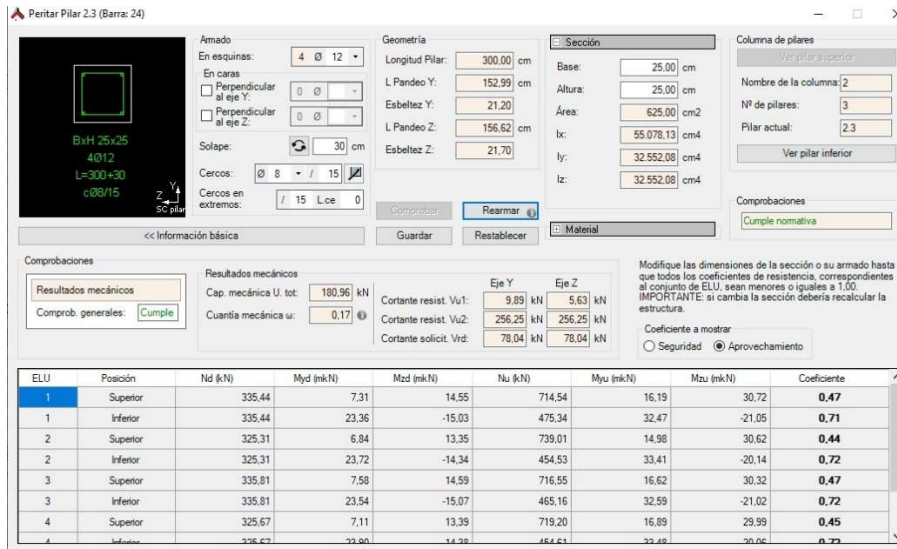 Peritar Pilar 2.3 (Barra: 24)
BxH 25x25
4Ø12
L=300+30
cØ8/15
Y
Z
SC pilar
Armado
En esquinas: 4 Ø 12
En caras
Perpendicular al eje Y: 0 Ø
Perpendicular al eje Z: 0 Ø
Solape: 30 cm
Cercos: Ø 8 / 15
Cercos en extremos: / 15 L.ce 0
<< Información básica
Geometría
Longitud Pilar: 300,00 cm
L Pandeo Y: 152,99 cm
Esbeltez Y: 21,20
L Pandeo Z: 156,62 cm
Esbeltez Z: 21,70
Comprobar Rearmar
Guardar Restablecer
Sección
Base: 25,00 cm
Altura: 25,00 cm
Área: 625,00 cm2
Ix: 55.078,13 cm4
Iy: 32.552,08 cm4
Iz: 32.552,08 cm4
Material
Columna de pilares
Ver pilar superior
Nombre de la columna: 2
Nº de pilares: 3
Pilar actual: 2.3
Ver pilar inferior
Comprobaciones
Cumple normativa
Comprobaciones
Resultados mecánicos
Comprob. generales: Cumple
Resultados mecánicos
Cap. mecánica U. tot: 180,96 kN
Cuantía mecánica ω: 0,17
Eje Y Eje Z
Cortante resist. Vu1: 9,89 kN 5,63 kN
Cortante resist. Vu2: 256,25 kN 256,25 kN
Cortante solicit. Vrd: 78,04 kN 78,04 kN
Modifique las dimensiones de la sección o su armado hasta
que todos los coeficientes de resistencia, correspondientes
al conjunto de ELU, sean menores o iguales a 1,00.
IMPORTANTE: si cambia la sección debería recalcular la
estructura.
Coeficiente a mostrar
Seguridad Aprovechamiento
ELU Posición Nd (kN) Myd (mkN) Mzd (mkN) Nu (kN) Myu (mkN) Mzu (mkN) Coeficiente
1 Superior 335,44 7,31 14,55 714,54 16,19 30,72 0,47
1 Inferior 335,44 23,36 -15,03 475,34 32,47 -21,05 0,71
2 Superior 325,31 6,84 13,35 739,01 14,98 30,62 0,44
2 Inferior 325,31 23,72 -14,34 454,53 33,41 -20,14 0,72
3 Superior 335,81 7,58 14,59 716,55 16,62 30,32 0,47
3 Inferior 335,81 23,54 -15,07 465,16 32,59 -21,02 0,72
4 Superior 325,67 7,11 13,39 719,20 16,89 29,99 0,45
4 Inferior 325,67 23,90 -14,38 454,61 33,48 -20,06 0,72